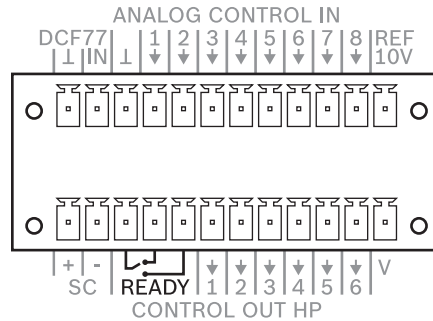 ANALOG CONTROL IN
DCF77 1 2 3 4 5 6 7 8 REF
⊥ IN ⊥ ↓ ↓ ↓ ↓ ↓ ↓ ↓ ↓ 10V
+ - ↓ ↓ ↓ ↓ ↓ ↓ V
SC READY 1 2 3 4 5 6
CONTROL OUT HP